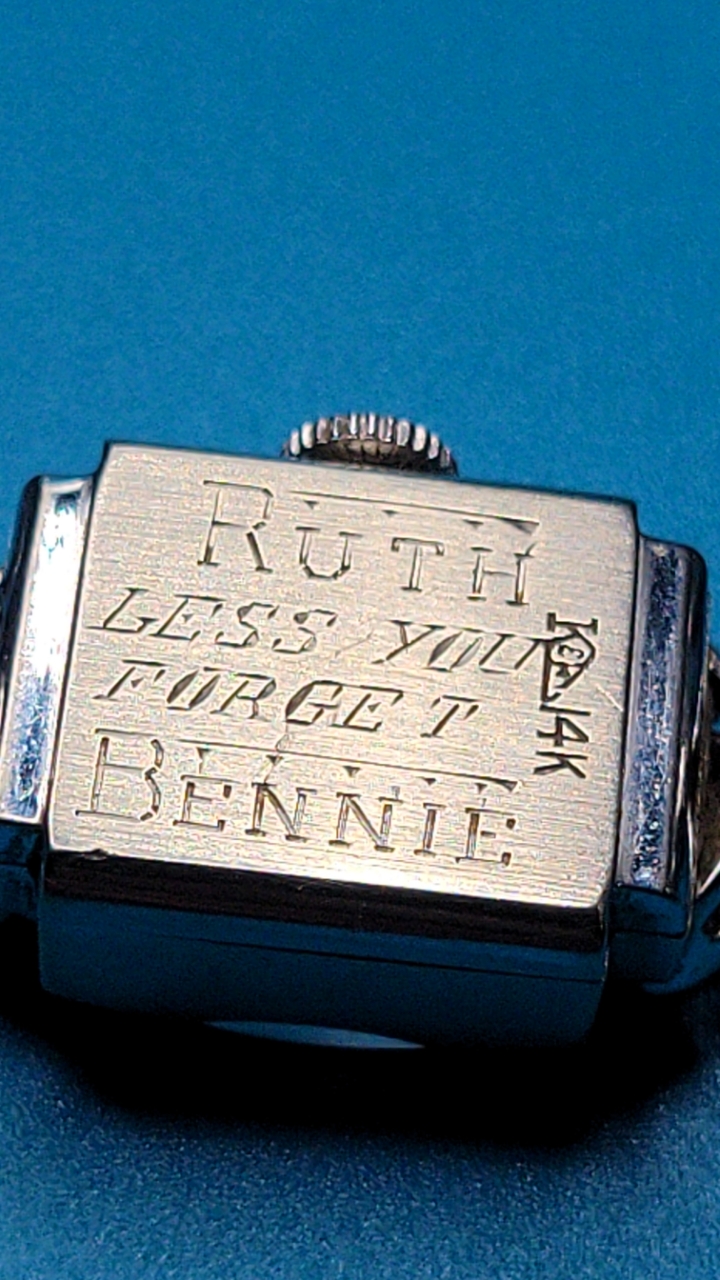 RUTH
LESS YOU
FORGET
BENNIE
14K